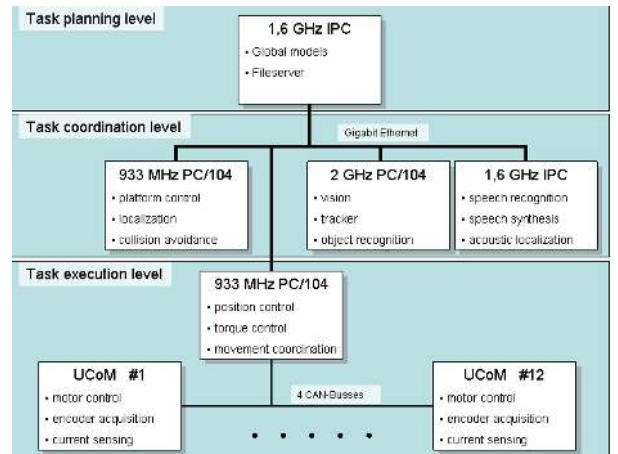 Task planning level
1,6 GHz IPC
• Global models
• Fileserver
Task coordination level
Gigabit Ethernet
933 MHz PC/104
• platform control
• localization
• collision avoidance
2 GHz PC/104
• vision
• tracker
• object recognition
1,6 GHz IPC
• speech recognition
• speech synthesis
• acoustic localization
Task execution level
933 MHz PC/104
• position control
• torque control
• movement coordination
UCoM #1
• motor control
• encoder acquisition
• current sensing
4 CAN-Busses
UCoM #12
• motor control
• encoder acquisition
• current sensing
• • • • •